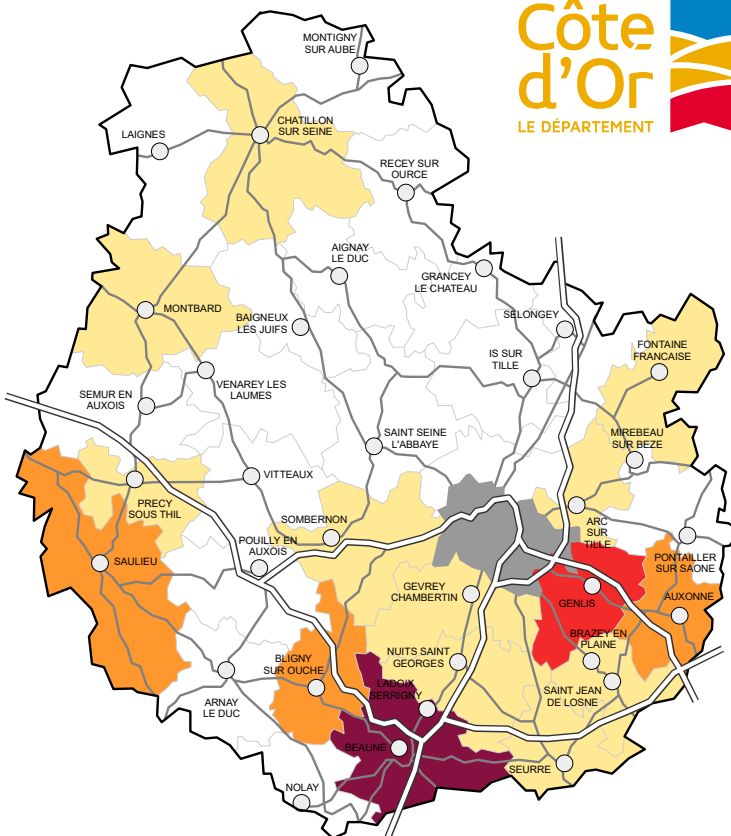 Côte
d'Or
LE DÉPARTEMENT
MONTIGNY
SUR AUBE
CHATILLON
SUR SEINE
LAIGNES
RECEY SUR
OURCE
AIGNAY
LE DUC
GRANCEY
LE CHATEAU
MONTBARD
BAIGNEUX
LES JUIFS
SELONGEY
IS SUR
TILLE
FONTAINE
FRANCAISE
VENAREY LES
LAUMES
SEMUR EN
AUXOIS
SAINT SEINE
L'ABBAYE
MIREBEAU
SUR BEZE
VITTEAUX
PRECY
SOUS THIL
SOMBERNON
ARC
SUR
TILLE
POUILLY EN
AUXOIS
SAULIEU
PONTAILLER
SUR SAONE
GEVREY
CHAMBERTIN
GENLIS
AUXONNE
BRAZEY EN
PLAINE
NUITS SAINT
GEORGES
BLIGNY
SUR OUCHE
LADOIX
SERRIGNY
SAINT JEAN
DE LOSNE
ARNAY
LE DUC
BEAUNE
SEURRE
NOLAY